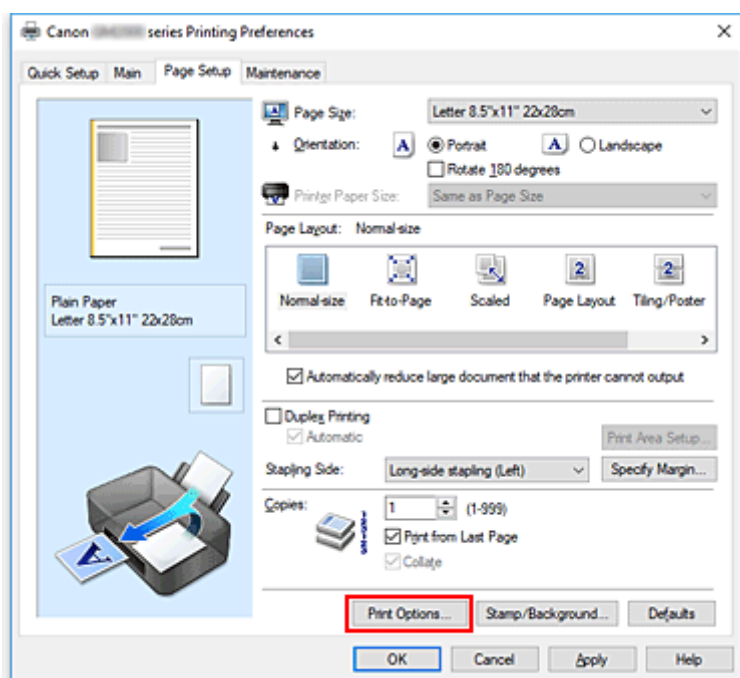 Canon series Printing Preferences
Quick Setup Main Page Setup Maintenance
Page Size: Letter 8.5"x11" 22x28cm
Orientation: A Portrait A Landscape
Rotate 180 degrees
Printer Paper Size: Same as Page Size
Page Layout: Normal-size
2 2
Normal-size Fit-to-Page Scaled Page Layout Tiling/Poster
Plain Paper
Letter 8.5"x11" 22x28cm
Automatically reduce large document that the printer cannot output
Duplex Printing
Automatic
Print Area Setup...
Stapling Side: Long-side stapling (Left) Specify Margin...
Copies: 1 (1-999)
Print from Last Page
Collate
A
Print Options... Stamp/Background... Defaults
OK Cancel Apply Help